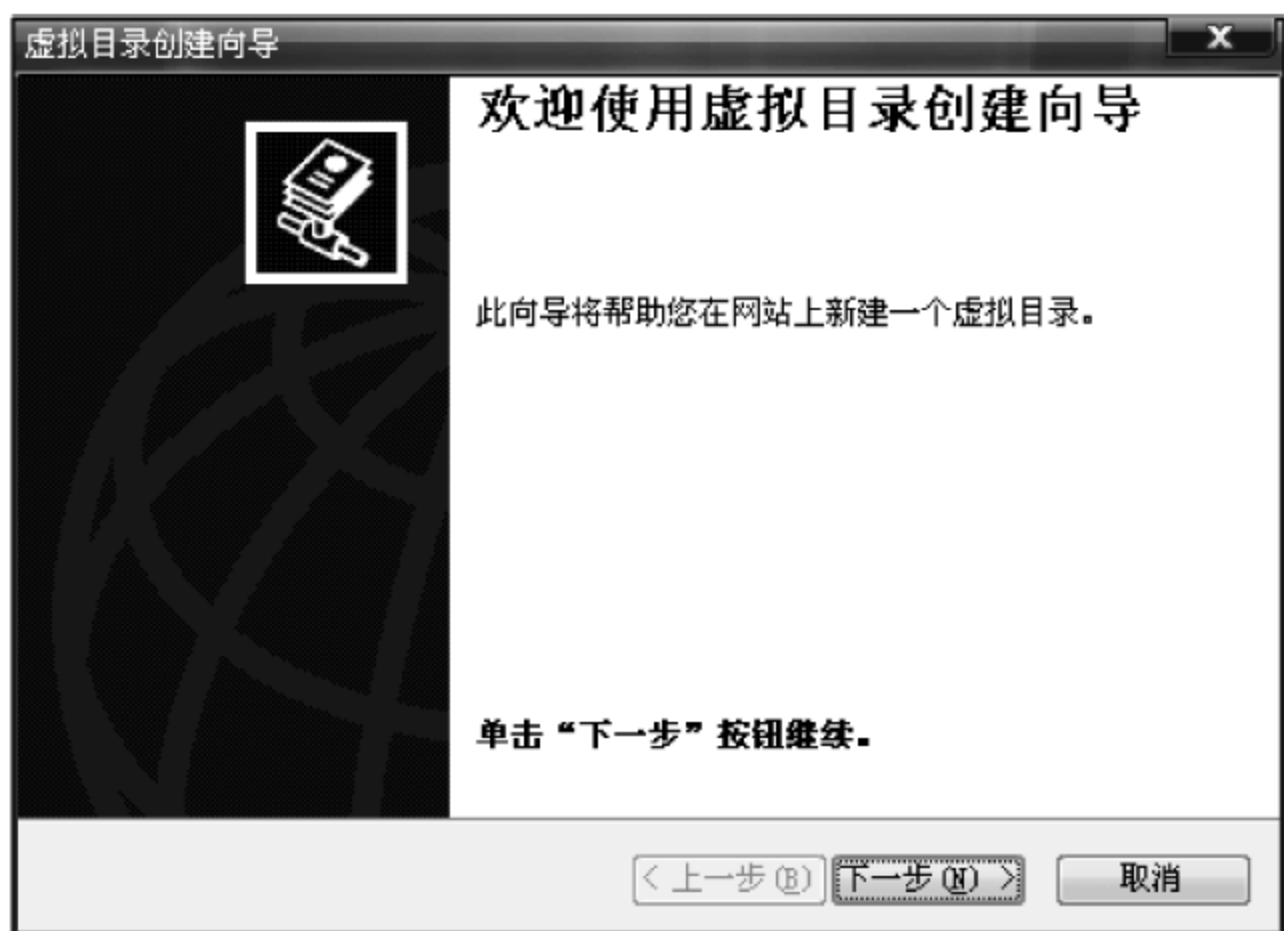 虚拟目录创建向导
X
欢迎使用虚拟目录创建向导
此向导将帮助您在网站上新建一个虚拟目录。
单击“下一步”按钮继续。
< 上一步(B)
下一步(N) >
取消